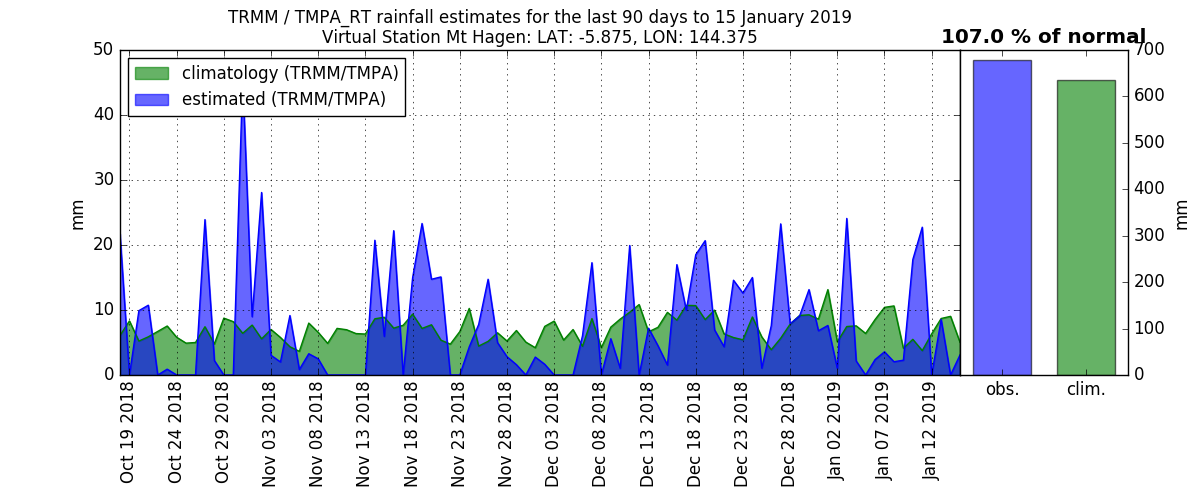 TRMM / TMPA_RT rainfall estimates for the last 90 days to 15 January 2019
Virtual Station Mt Hagen: LAT: -5.875, LON: 144.375
107.0 % of normal
climatology (TRMM/TMPA)
estimated (TRMM/TMPA)
50
40
30
20
10
0
mm
Oct 19 2018
Oct 24 2018
Oct 29 2018
Nov 03 2018
Nov 08 2018
Nov 13 2018
Nov 18 2018
Nov 23 2018
Nov 28 2018
Dec 03 2018
Dec 08 2018
Dec 13 2018
Dec 18 2018
Dec 23 2018
Dec 28 2018
Jan 02 2019
Jan 07 2019
Jan 12 2019
700
600
500
400
300
200
100
0
mm
obs.
clim.